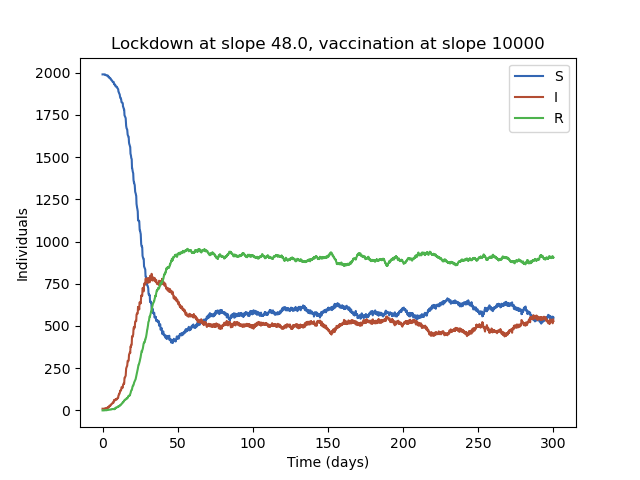 Lockdown at slope 48.0, vaccination at slope 10000
S
I
R
2000
1750
1500
1250
1000
750
500
250
0
Individuals
0 50 100 150 200 250 300
Time (days)